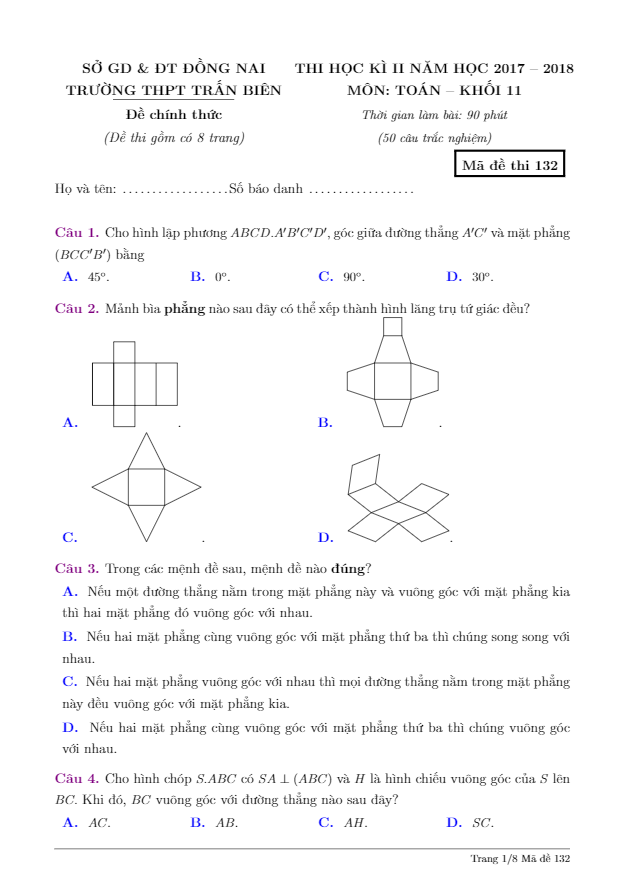 SỞ GD & ĐT ĐỒNG NAI
TRƯỜNG THPT TRẤN BIÊN
Đề chính thức
(Đề thi gồm có 8 trang)
THI HỌC KÌ II NĂM HỌC 2017 – 2018
MÔN: TOÁN – KHỐI 11
Thời gian làm bài: 90 phút
(50 câu trắc nghiệm)
Mã đề thi 132
Họ và tên: ..................Số báo danh ..................
Câu 1. Cho hình lập phương ABCD.A′B′C′D′, góc giữa đường thẳng A′C′ và mặt phẳng
(BCC′B′) bằng
A. 45°. B. 0°. C. 90°. D. 30°.
Câu 2. Mảnh bìa phẳng nào sau đây có thể xếp thành hình lăng trụ tứ giác đều?
A. . B. .
C. . D. .
Câu 3. Trong các mệnh đề sau, mệnh đề nào đúng?
A. Nếu một đường thẳng nằm trong mặt phẳng này và vuông góc với mặt phẳng kia
thì hai mặt phẳng đó vuông góc với nhau.
B. Nếu hai mặt phẳng cùng vuông góc với mặt phẳng thứ ba thì chúng song song với
nhau.
C. Nếu hai mặt phẳng vuông góc với nhau thì mọi đường thẳng nằm trong mặt phẳng
này đều vuông góc với mặt phẳng kia.
D. Nếu hai mặt phẳng cùng vuông góc với mặt phẳng thứ ba thì chúng vuông góc
với nhau.
Câu 4. Cho hình chóp S.ABC có SA ⊥ (ABC) và H là hình chiếu vuông góc của S lên
BC. Khi đó, BC vuông góc với đường thẳng nào sau đây?
A. AC. B. AB. C. AH. D. SC.
Trang 1/8 Mã đề 132